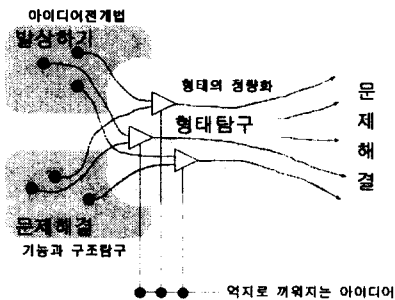 아이디어전개법
발상하기
형태의 정량화
형태탐구
문제해결
문제해결
기능과 구조탐구
억지로 끼워지는 아이디어